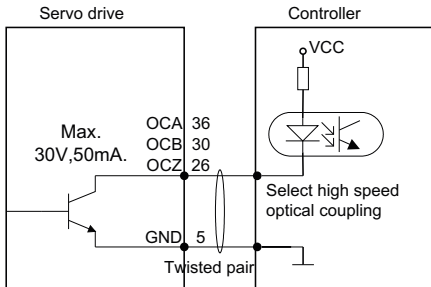 Servo drive
Controller
VCC
Max.
30V,50mA.
OCA 36
OCB 30
OCZ 26
Select high speed
optical coupling
GND 5
Twisted pair